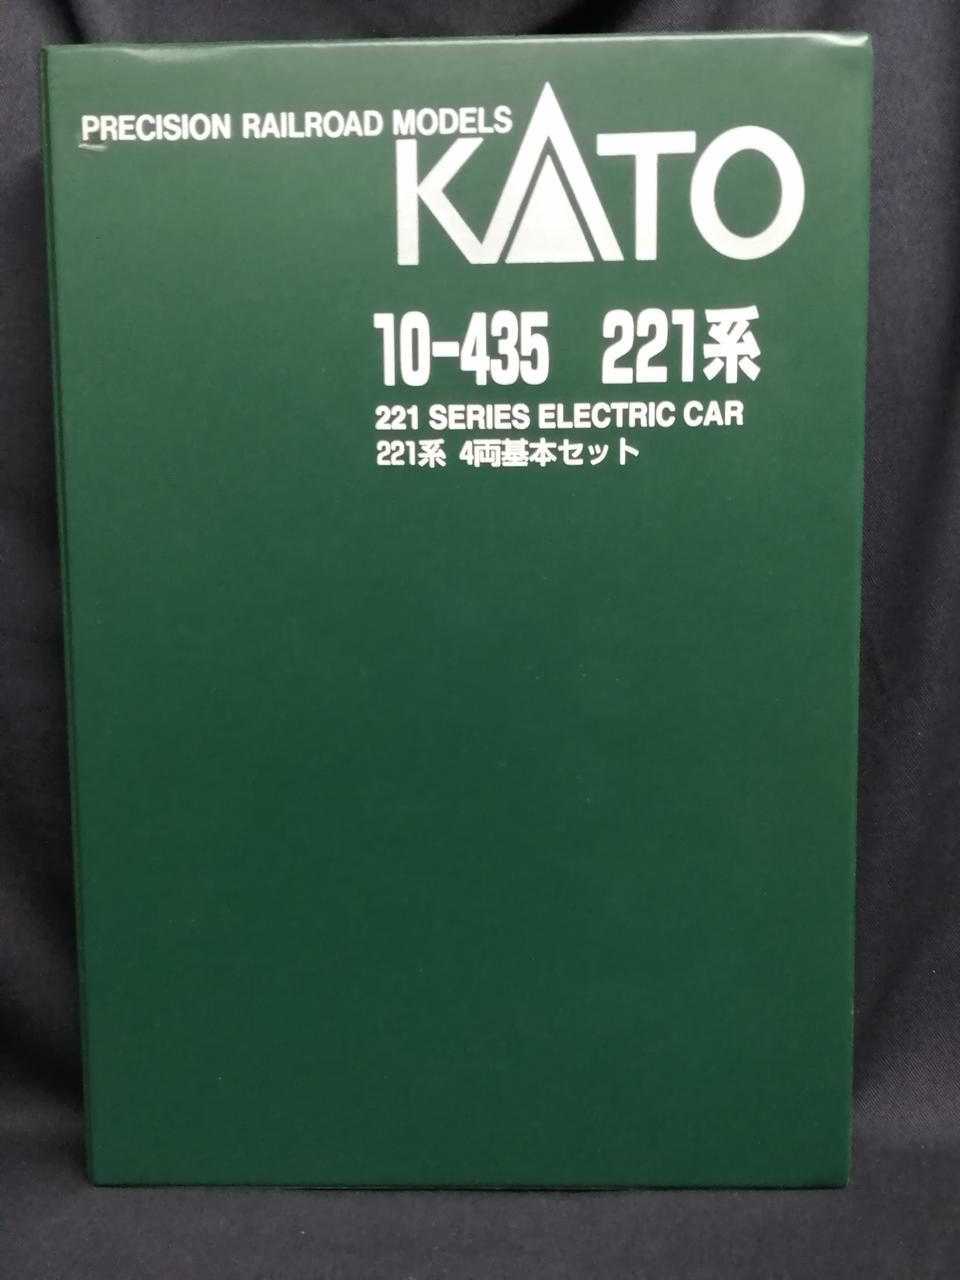 PRECISION RAILROAD MODELS
KATO
10-435 221系
221 SERIES ELECTRIC CAR
221系 4両基本セット